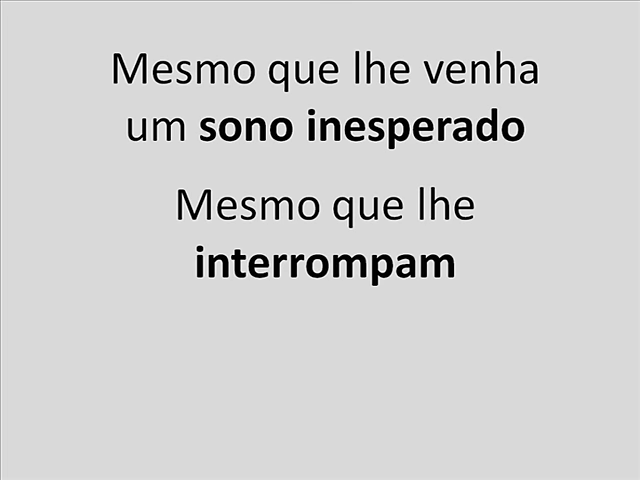 Mesmo que lhe venha
um sono inesperado
Mesmo que lhe
interrompam